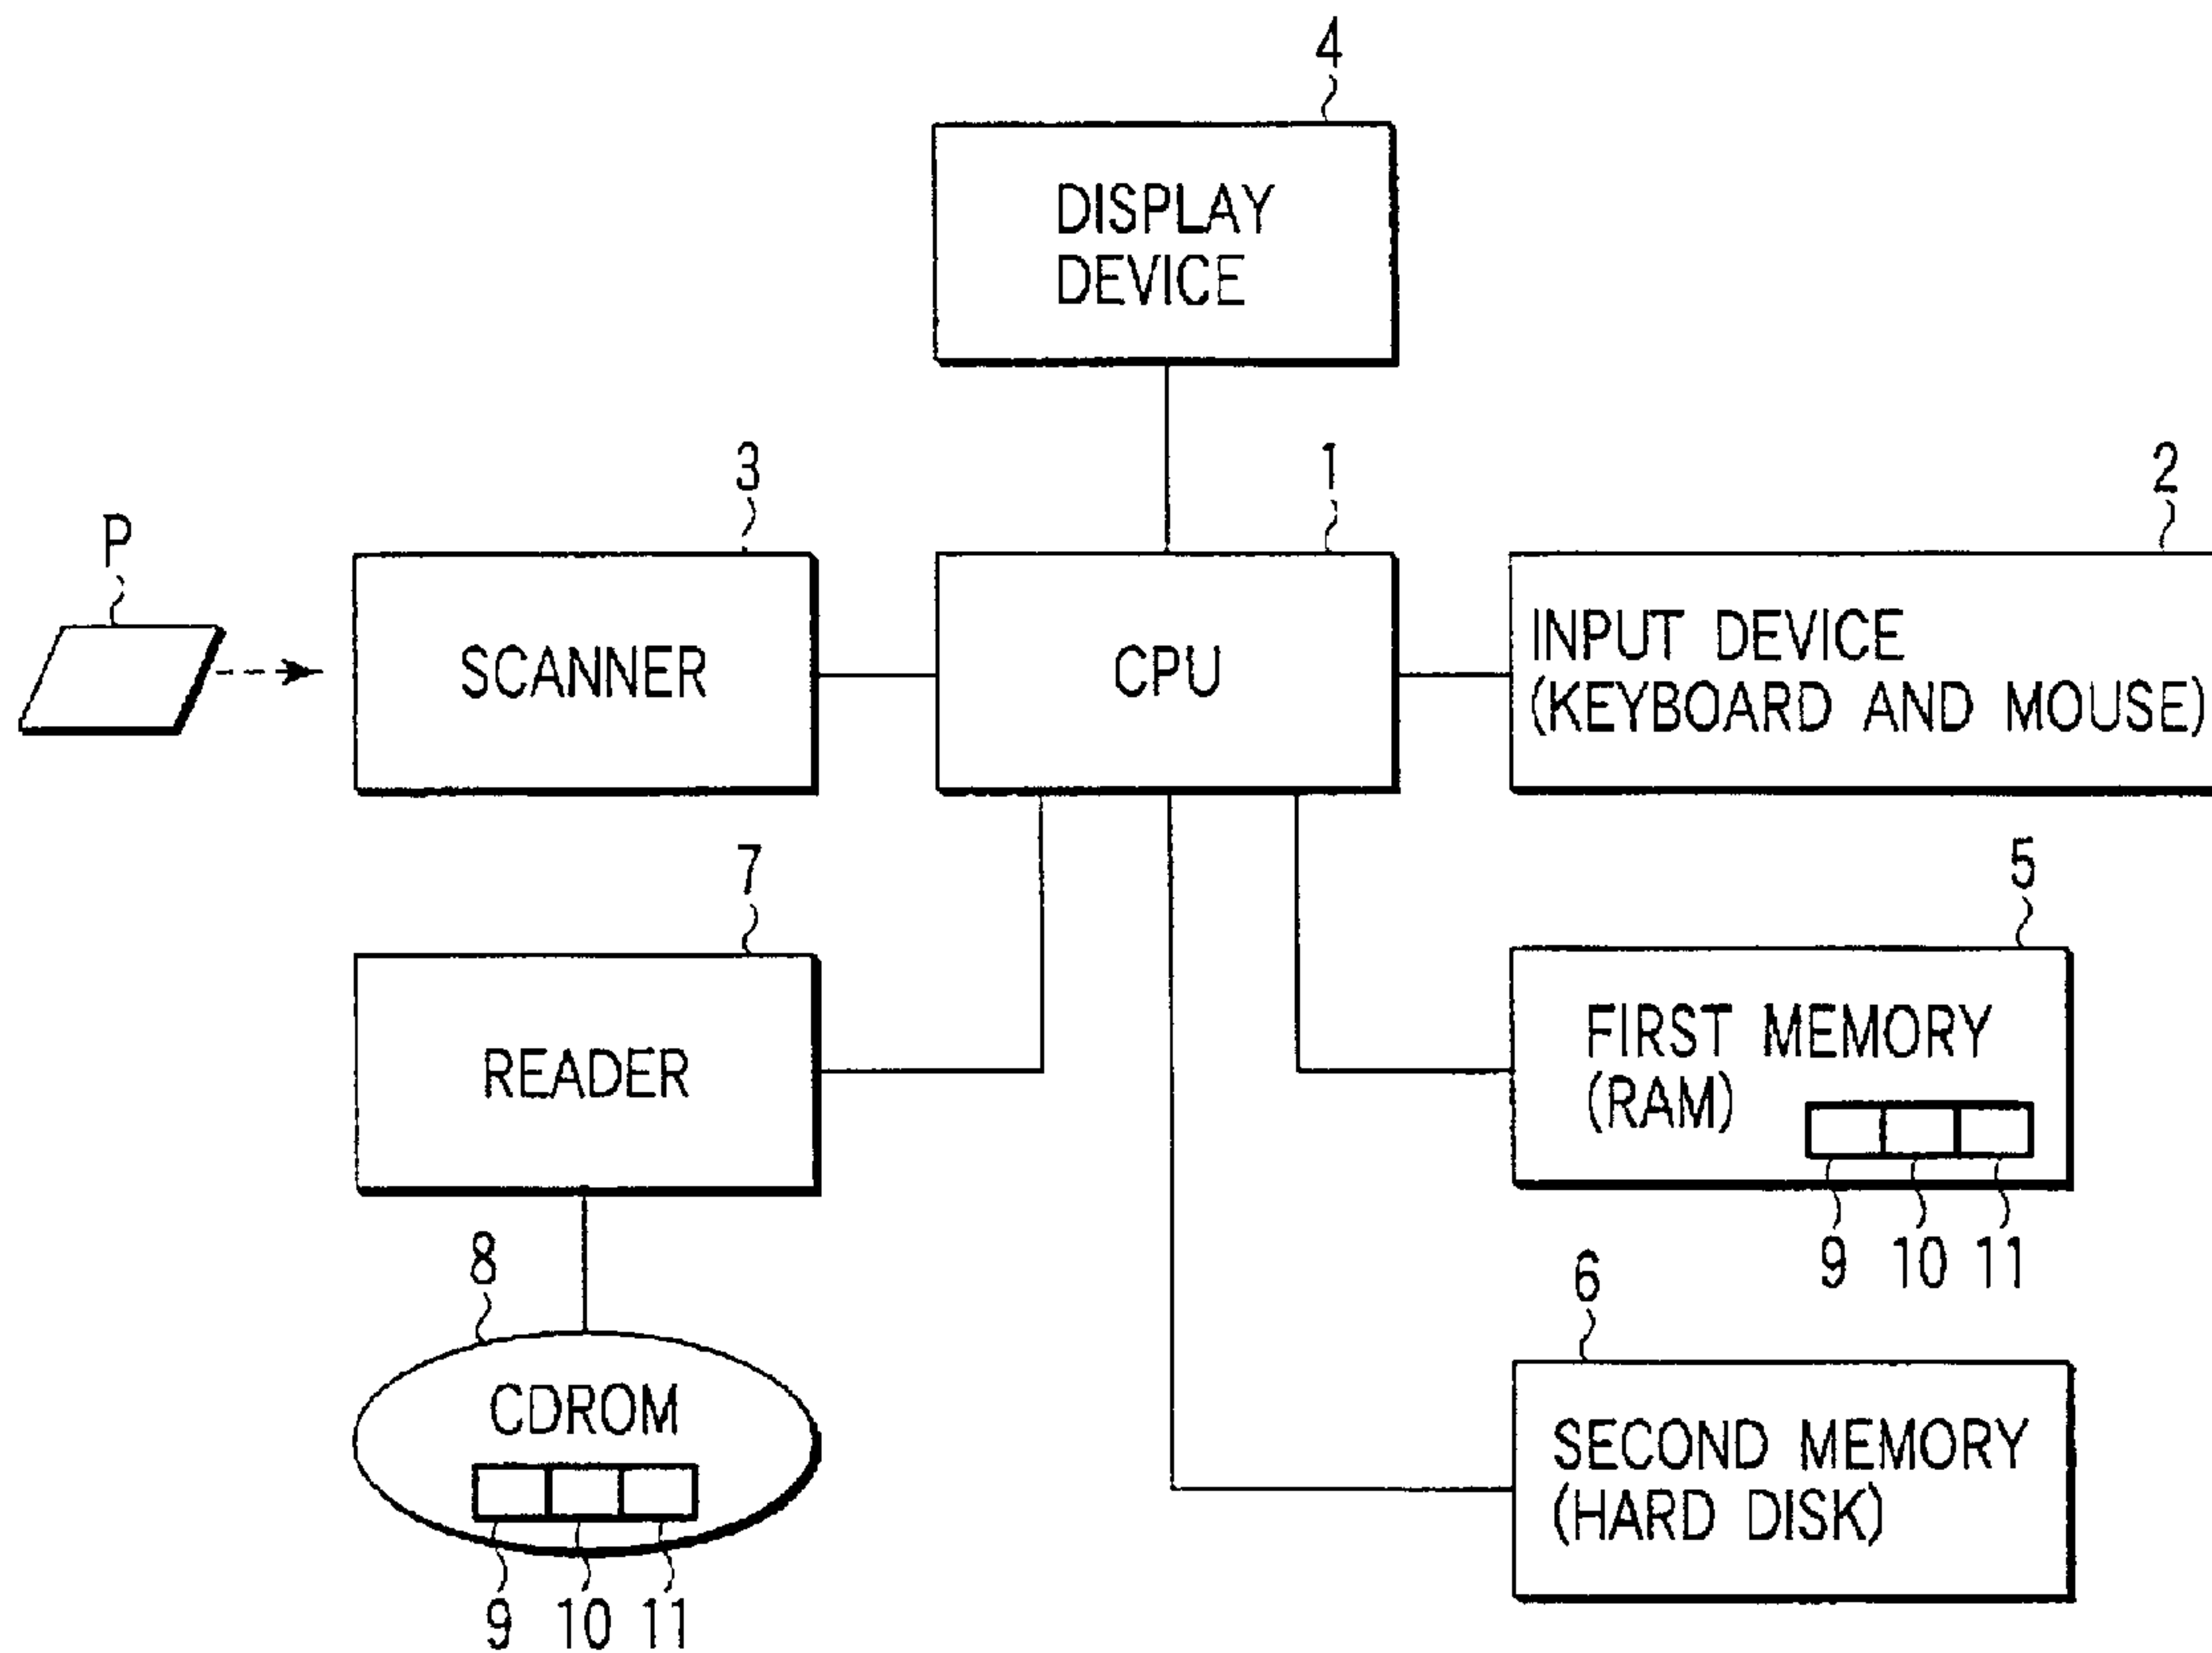 4
DISPLAY
DEVICE
3
1
2
P
SCANNER
CPU
INPUT DEVICE
(KEYBOARD AND MOUSE)
7
5
READER
FIRST MEMORY
(RAM)
9 10 11
8
6
CDROM
SECOND MEMORY
(HARD DISK)
9 10 11